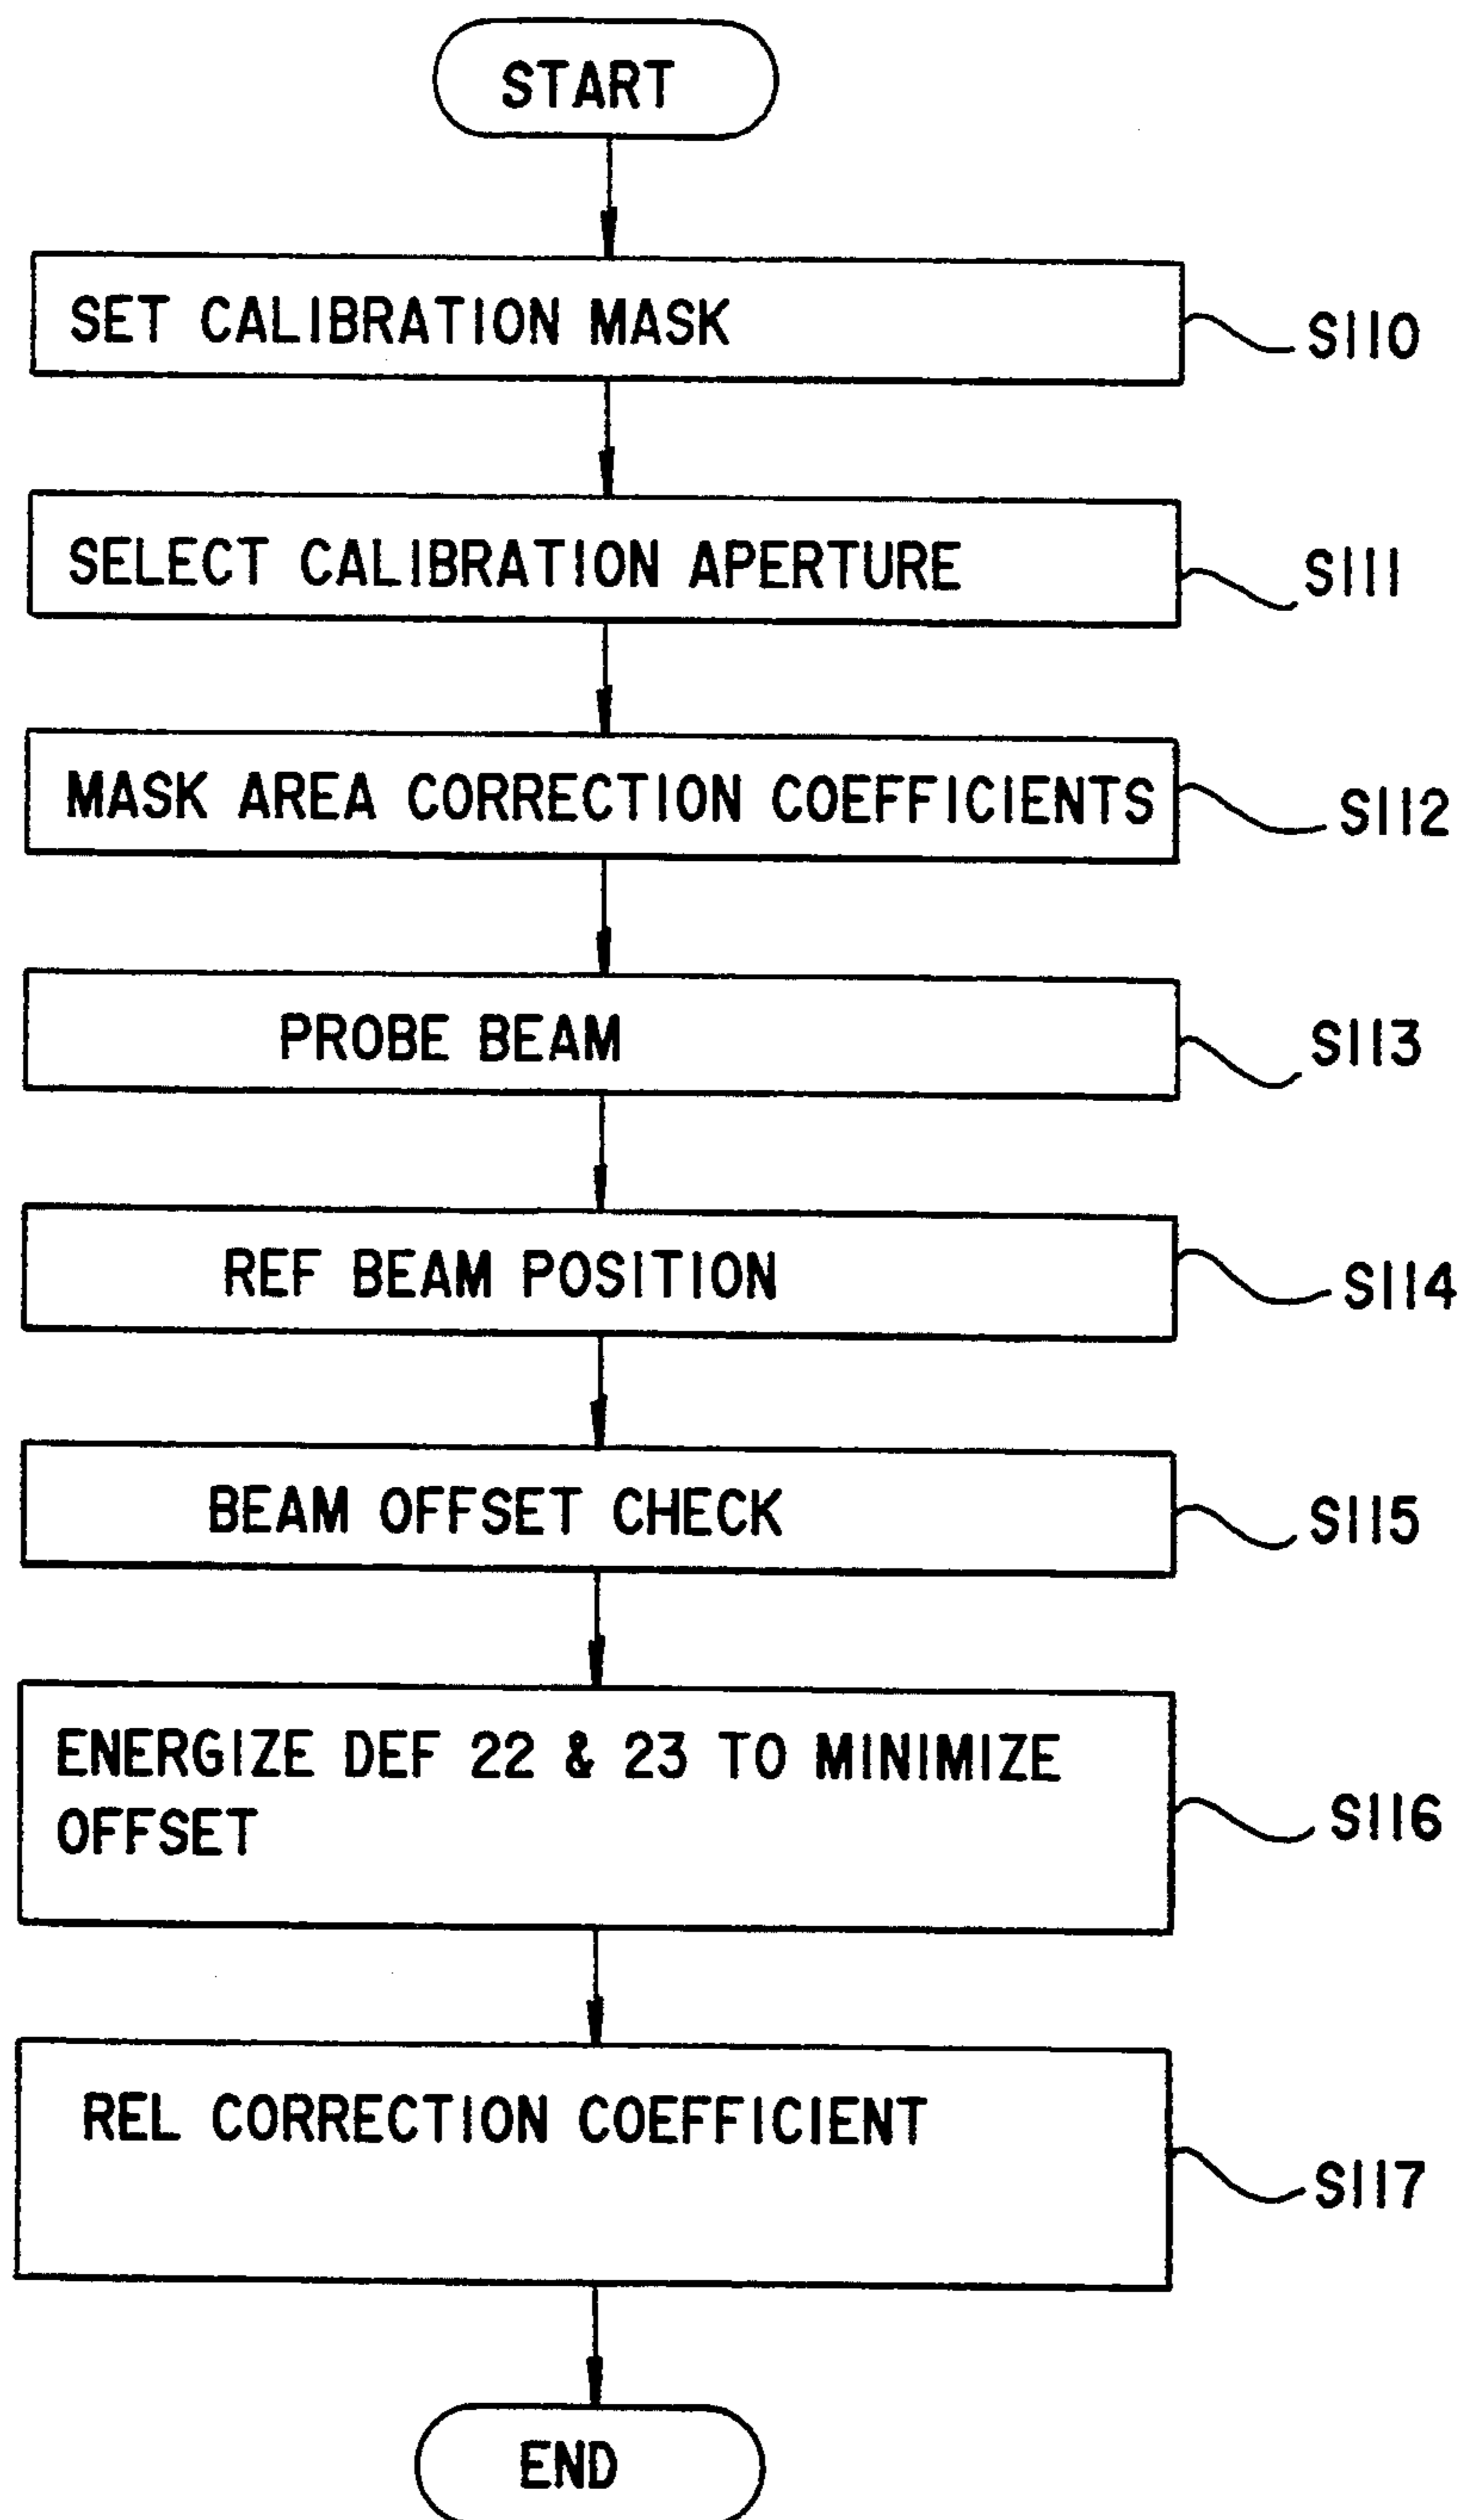 START
SET CALIBRATION MASK
S110
SELECT CALIBRATION APERTURE
S111
MASK AREA CORRECTION COEFFICIENTS
S112
PROBE BEAM
S113
REF BEAM POSITION
S114
BEAM OFFSET CHECK
S115
ENERGIZE DEF 22 & 23 TO MINIMIZE
OFFSET
S116
REL CORRECTION COEFFICIENT
S117
END